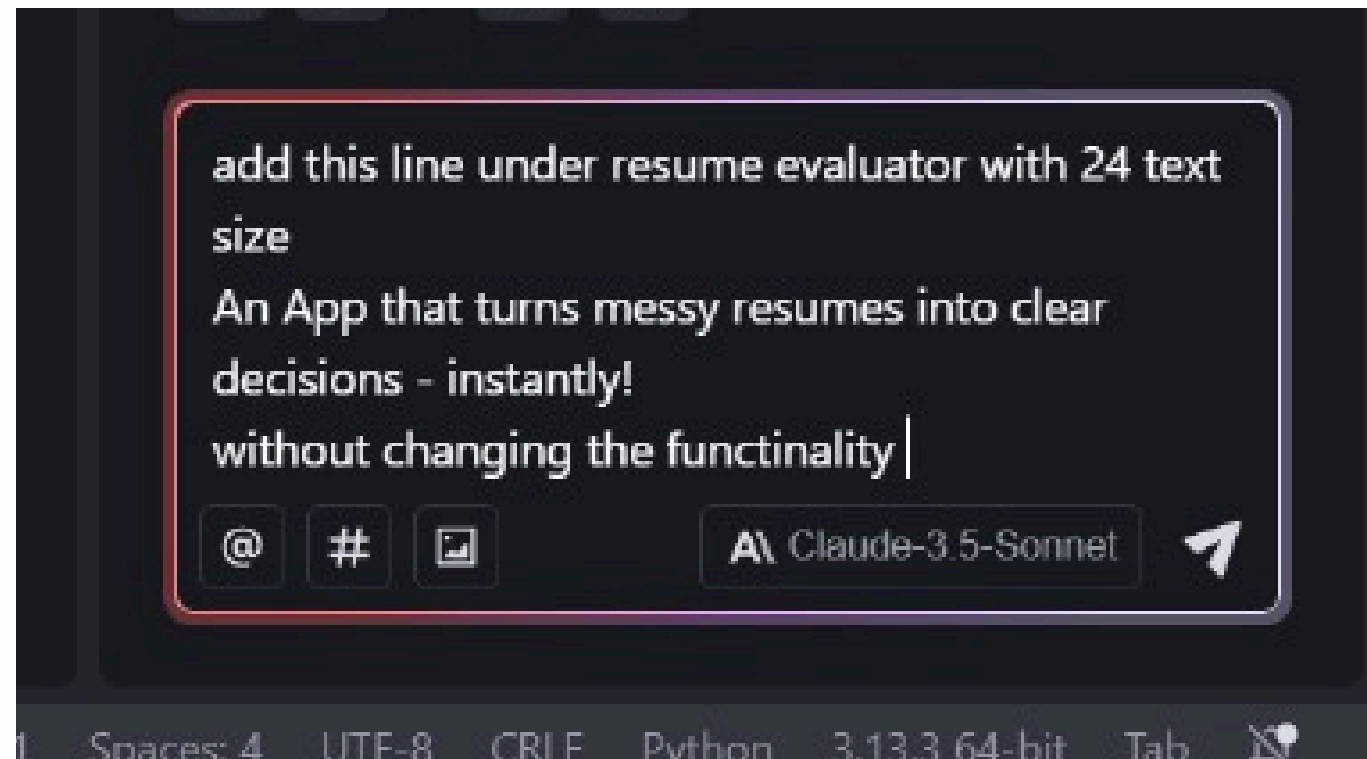 add this line under resume evaluator with 24 text
size
An App that turns messy resumes into clear
decisions - instantly!
without changing the functinality
@ # A\ Claude-3.5-Sonnet
1 Spaces: 4 UTF-8 CRLF Python 3.13.3 64-bit Tab